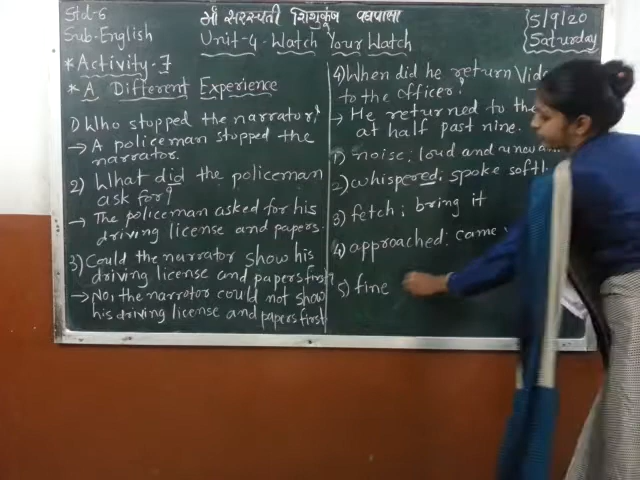 Std-6
Sub-English
માઁ સરસ્વતી શિશુકુંજ
Unit-4-Watch Your Watch
5/9/20
Saturday
* Activity-7
* A Different Experience
1) Who stopped the narrator?
→ A policeman stopped the
narrator.
2) What did the policeman
ask for?
→ The policeman asked for his
driving license and papers.
3) Could the narrator show his
driving license and papers first?
→ No, the narrotor could not show
his driving license and papers first.
4) When did he return
to the officer?
→ He returned to the
at half past nine.
1) noise: loud and
2) whispered: spoke
3) fetch: bring it
4) approached: came
5) fine